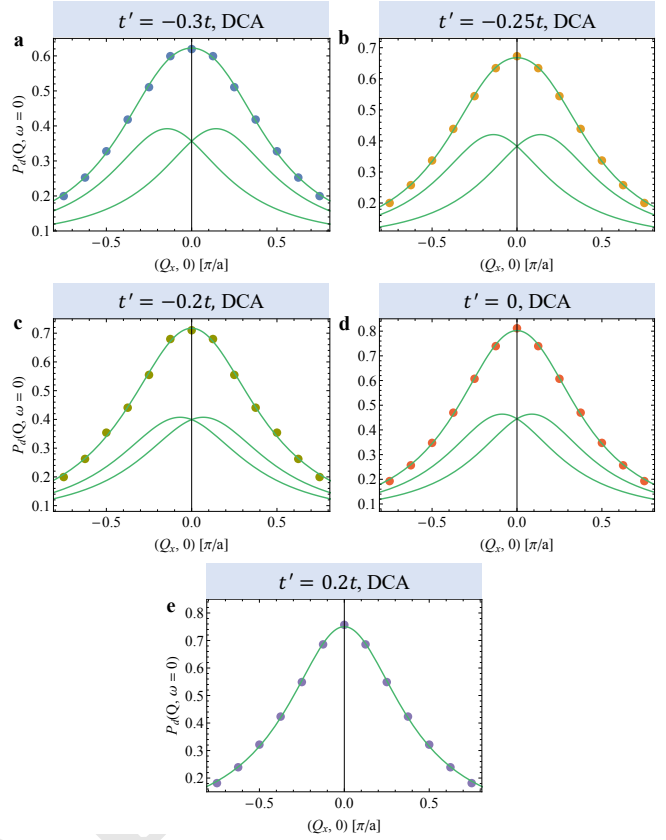 t′ = −0.3t, DCA
t′ = −0.25t, DCA
a
b
P_d(Q, ω = 0)
0.6
0.5
0.4
0.3
0.2
0.1
−0.5
0.0
0.5
(Q_x, 0) [π/a]
0.7
0.6
0.5
0.4
0.3
0.2
−0.5
0.0
0.5
(Q_x, 0) [π/a]
t′ = −0.2t, DCA
t′ = 0, DCA
c
d
P_d(Q, ω = 0)
0.7
0.6
0.5
0.4
0.3
0.2
0.1
−0.5
0.0
0.5
(Q_x, 0) [π/a]
0.8
0.7
0.6
0.5
0.4
0.3
0.2
0.1
−0.5
0.0
0.5
(Q_x, 0) [π/a]
t′ = 0.2t, DCA
e
P_d(Q, ω = 0)
0.8
0.7
0.6
0.5
0.4
0.3
0.2
−0.5
0.0
0.5
(Q_x, 0) [π/a]